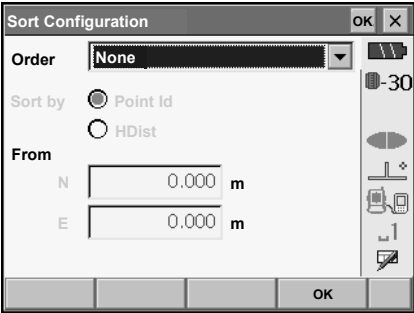 Sort Configuration OK
Order None
-30
Sort by Point Id
HDist
From
N 0.000 m
E 0.000 m
1
OK